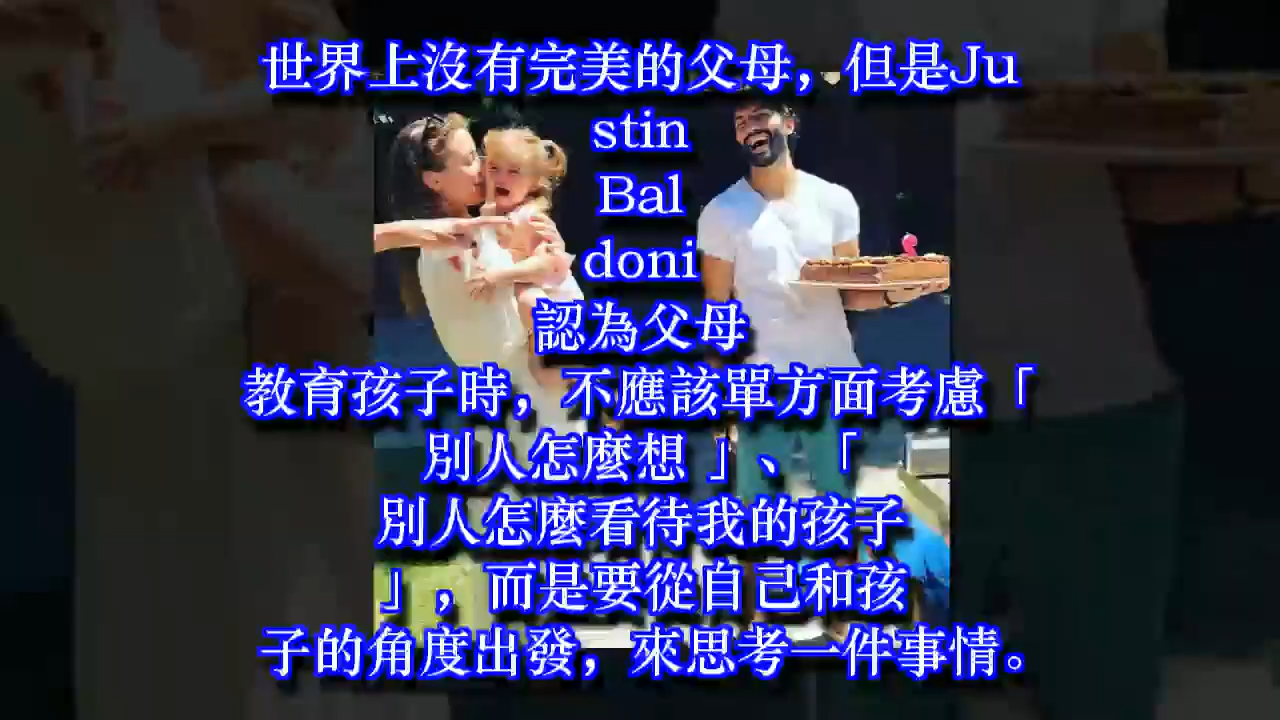 世界上沒有完美的父母，但是Ju
stin
Bal
doni
認為父母
教育孩子時，不應該單方面考慮「
別人怎麼想 」、 「
別人怎麼看待我的孩子
」，而是要從自己和孩
子的角度出發，來思考一件事情。